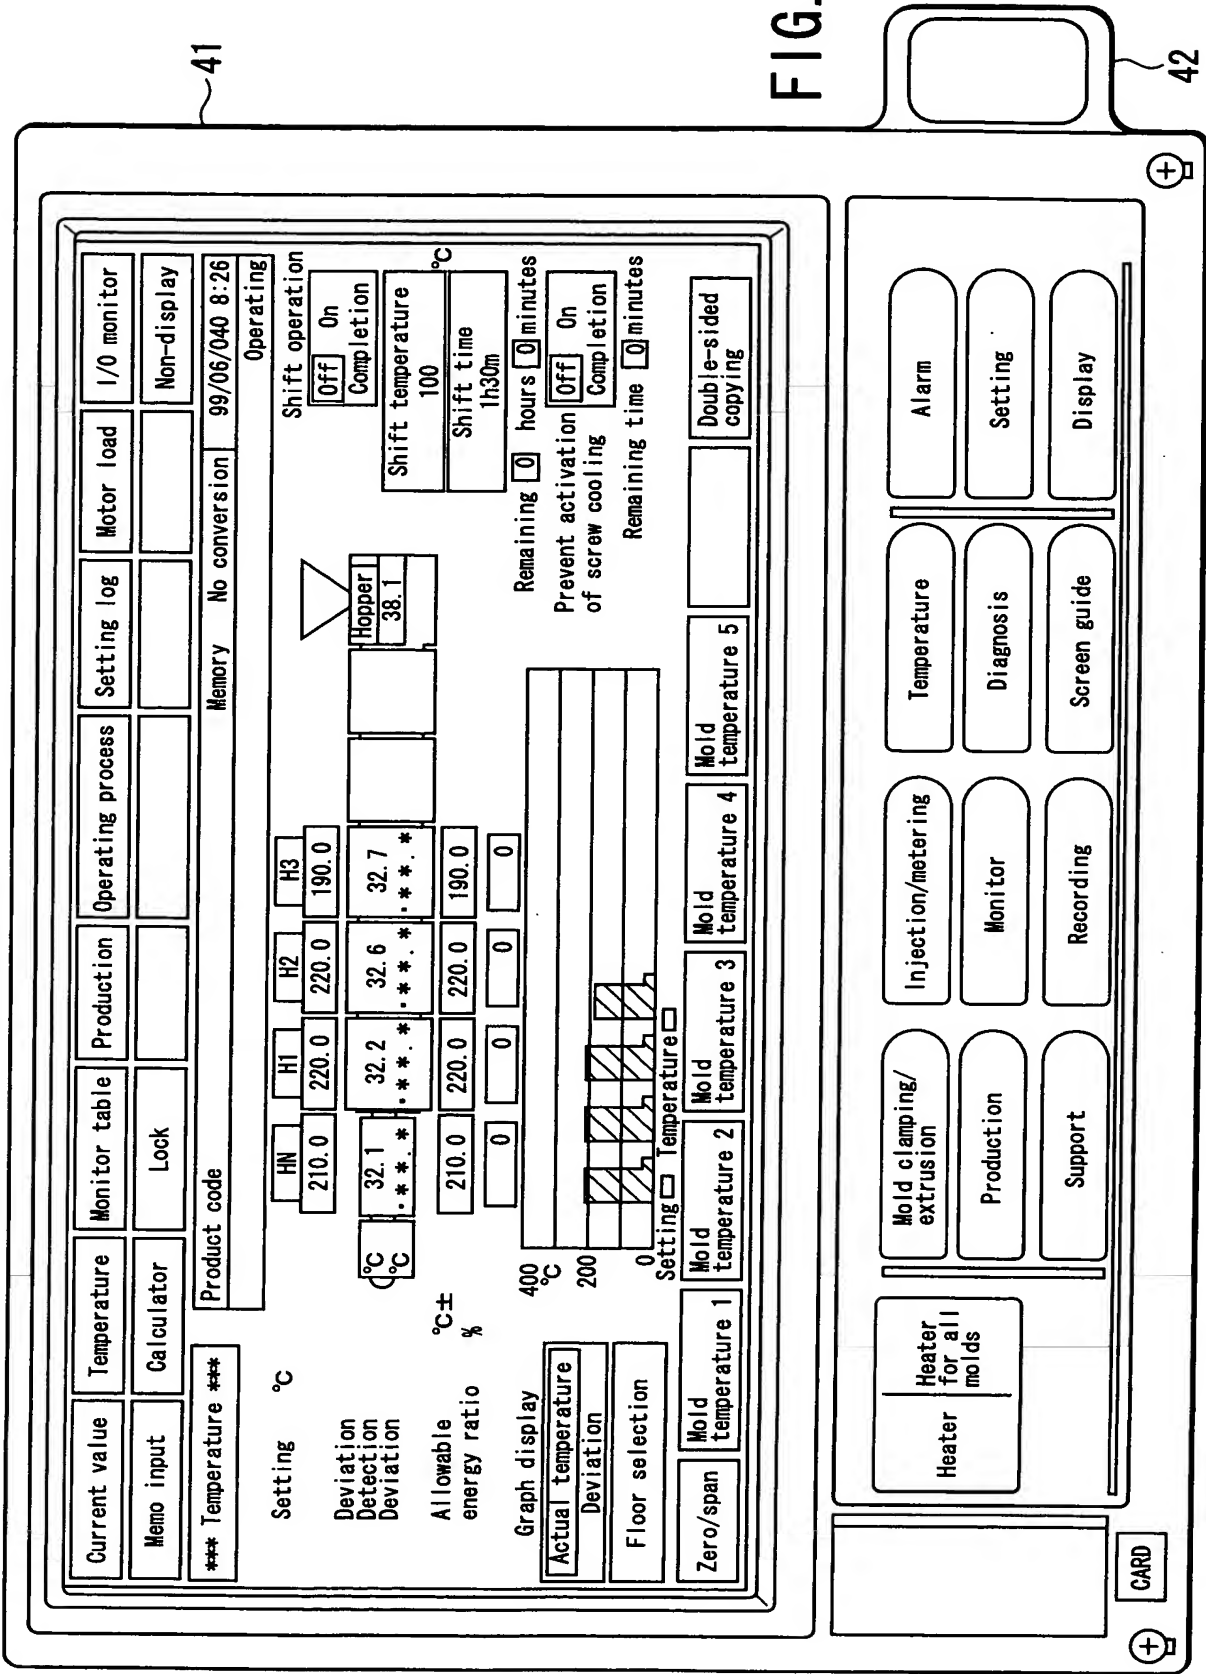 FIG.
41
42
Current value
Temperature
Monitor table
Production
Operating process
Setting log
Motor load
I/O monitor
Memo input
Calculator
Lock
Non-display
*** Temperature ***
Product code
Memory
No conversion
99/06/040 8:26
Operating
Setting
°C
HN
H1
H2
H3
210.0
220.0
220.0
190.0
Deviation
Detection
Deviation
°C
°C
32.1
32.2
32.6
32.7
.***.*
.***.*
.***.*
.***.*
Hopper
38.1
Allowable
energy ratio
°C±
%
210.0
220.0
220.0
190.0
0
0
0
0
Shift operation
Off On
Completion
Shift temperature
100
°C
Shift time
1h30m
Remaining 0 hours 0 minutes
Prevent activation
of screw cooling
Off On
Completion
Remaining time 0 minutes
Graph display
Actual temperature
Deviation
Floor selection
400
°C
200
0
Setting Temperature
Zero/span
Mold
temperature 1
Mold
temperature 2
Mold
temperature 3
Mold
temperature 4
Mold
temperature 5
Double-sided
copying
Heater
Heater
for all
molds
Mold clamping/
extrusion
Injection/metering
Temperature
Alarm
Production
Monitor
Diagnosis
Setting
Support
Recording
Screen guide
Display
CARD